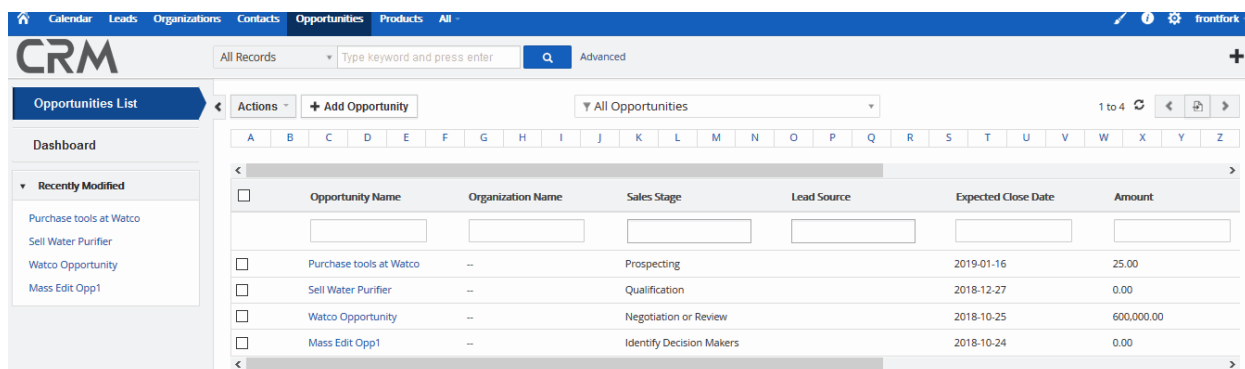 Calendar Leads Organizations Contacts Opportunities Products All frontfork
CRM All Records Type keyword and press enter Advanced
Opportunities List Actions + Add Opportunity All Opportunities 1 to 4
A B C D E F G H I J K L M N O P Q R S T U V W X Y Z
Dashboard
Recently Modified
Purchase tools at Watco
Sell Water Purifier
Watco Opportunity
Mass Edit Opp1
Opportunity Name Organization Name Sales Stage Lead Source Expected Close Date Amount
Purchase tools at Watco -- Prospecting 2019-01-16 25.00
Sell Water Purifier -- Qualification 2018-12-27 0.00
Watco Opportunity -- Negotiation or Review 2018-10-25 600,000.00
Mass Edit Opp1 -- Identify Decision Makers 2018-10-24 0.00